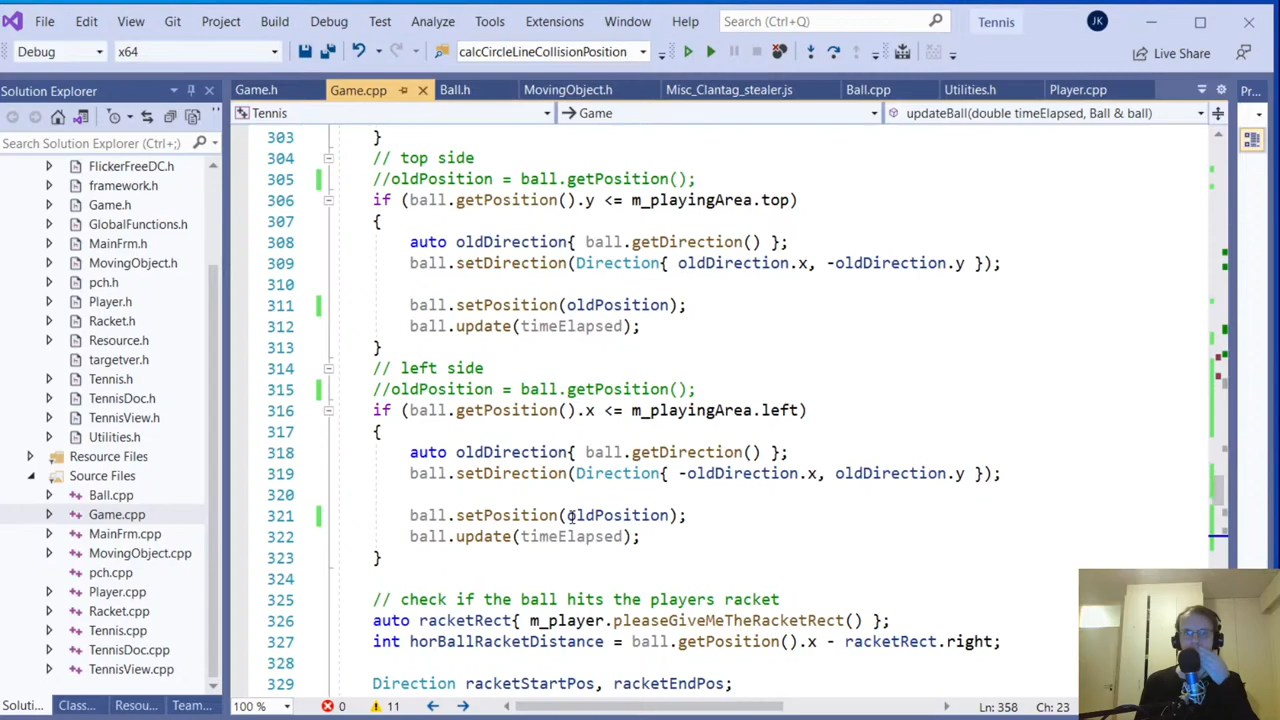 File Edit View Git Project Build Debug Test Analyze Tools Extensions Window Help Search (Ctrl+Q) Tennis JK
Debug x64 calcCircleLineCollisionPosition Live Share
Solution Explorer Game.h Game.cpp Ball.h MovingObject.h Misc_Clantag_stealer.js Ball.cpp Utilities.h Player.cpp Pr...
Tennis Game updateBall(double timeElapsed, Ball & ball)
Search Solution Explorer (Ctrl+;)
FlickerFreeDC.h
framework.h
Game.h
GlobalFunctions.h
MainFrm.h
MovingObject.h
pch.h
Player.h
Racket.h
Resource.h
targetver.h
Tennis.h
TennisDoc.h
TennisView.h
Utilities.h
Resource Files
Source Files
Ball.cpp
Game.cpp
MainFrm.cpp
MovingObject.cpp
pch.cpp
Player.cpp
Racket.cpp
Tennis.cpp
TennisDoc.cpp
TennisView.cpp
303 }
304 // top side
305 //oldPosition = ball.getPosition();
306 if (ball.getPosition().y <= m_playingArea.top)
307 {
308 auto oldDirection{ ball.getDirection() };
309 ball.setDirection(Direction{ oldDirection.x, -oldDirection.y });
310
311 ball.setPosition(oldPosition);
312 ball.update(timeElapsed);
313 }
314 // left side
315 //oldPosition = ball.getPosition();
316 if (ball.getPosition().x <= m_playingArea.left)
317 {
318 auto oldDirection{ ball.getDirection() };
319 ball.setDirection(Direction{ -oldDirection.x, oldDirection.y });
320
321 ball.setPosition(oldPosition);
322 ball.update(timeElapsed);
323 }
324
325 // check if the ball hits the players racket
326 auto racketRect{ m_player.pleaseGiveMeTheRacketRect() };
327 int horBallRacketDistance = ball.getPosition().x - racketRect.right;
328
329 Direction racketStartPos, racketEndPos;
Soluti... Class... Resou... Team... 100 % 0 11 Ln: 358 Ch: 23